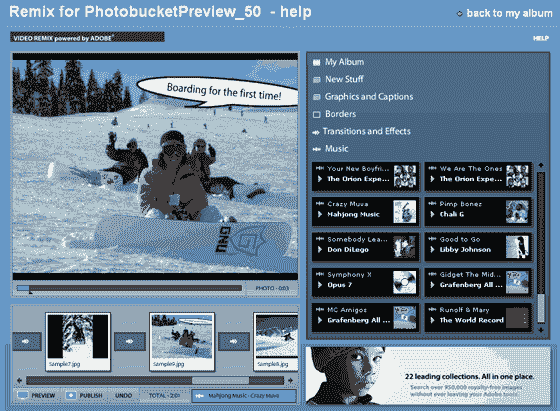 Remix for PhotobucketPreview_50 - help
back to my album
VIDEO REMIX powered by ADOBE
HELP
Boarding for the first time!
PHOTO - 0:03
My Album
New Stuff
Graphics and Captions
Borders
Transitions and Effects
Music
Your New Boyfri...
The Orion Expe...
We Are The Ones
The Orion Expe...
Crazy Muva
Mahjong Music
Pimp Bonez
Chali G
Somebody Lea...
Don DiLego
Good to Go
Libby Johnson
Symphony X
Opus 7
Gidget The Mid...
Grafenberg All ...
MC Amigos
Grafenberg All ...
Runoff & Mary
The World Record
sample7.jpg
sample6.jpg
sample5.jpg
PREVIEW
PUBLISH
UNDO
TOTAL - 2:01
Mahjong Music - Crazy Muva
22 leading collections. All in one place.
Search over 950,000 royalty-free images
without ever leaving your Adobe tools.